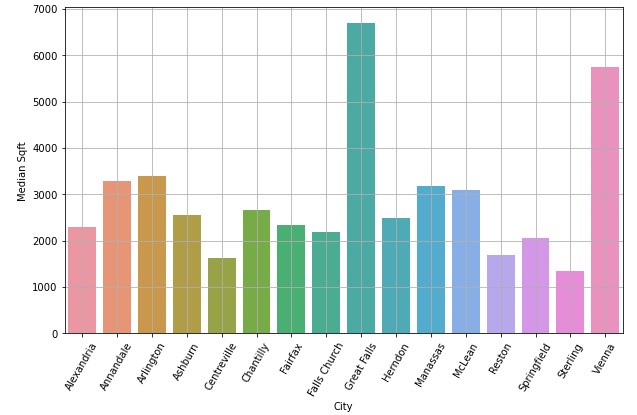 7000
6000
5000
4000
3000
2000
1000
0
Median Sqft
Alexandria
Annandale
Arlington
Ashburn
Centreville
Chantilly
Fairfax
Falls Church
Great Falls
Herndon
Manassas
McLean
Reston
Springfield
Sterling
Vienna
City